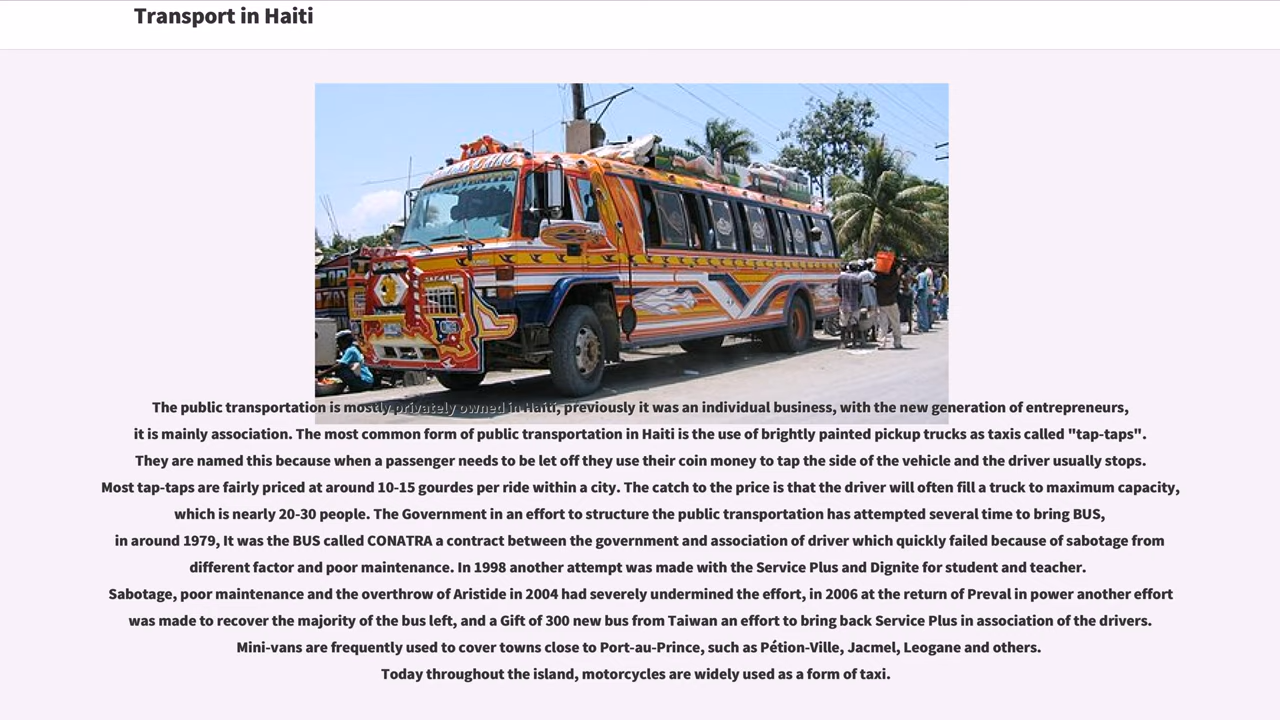 Transport in Haiti
The public transportation is mostly privately owned in Haiti, previously it was an individual business, with the new generation of entrepreneurs,
it is mainly association. The most common form of public transportation in Haiti is the use of brightly painted pickup trucks as taxis called "tap-taps".
They are named this because when a passenger needs to be let off they use their coin money to tap the side of the vehicle and the driver usually stops.
Most tap-taps are fairly priced at around 10-15 gourdes per ride within a city. The catch to the price is that the driver will often fill a truck to maximum capacity,
which is nearly 20-30 people. The Government in an effort to structure the public transportation has attempted several time to bring BUS,
in around 1979, It was the BUS called CONATRA a contract between the government and association of driver which quickly failed because of sabotage from
different factor and poor maintenance. In 1998 another attempt was made with the Service Plus and Dignite for student and teacher.
Sabotage, poor maintenance and the overthrow of Aristide in 2004 had severely undermined the effort, in 2006 at the return of Preval in power another effort
was made to recover the majority of the bus left, and a Gift of 300 new bus from Taiwan an effort to bring back Service Plus in association of the drivers.
Mini-vans are frequently used to cover towns close to Port-au-Prince, such as Pétion-Ville, Jacmel, Leogane and others.
Today throughout the island, motorcycles are widely used as a form of taxi.